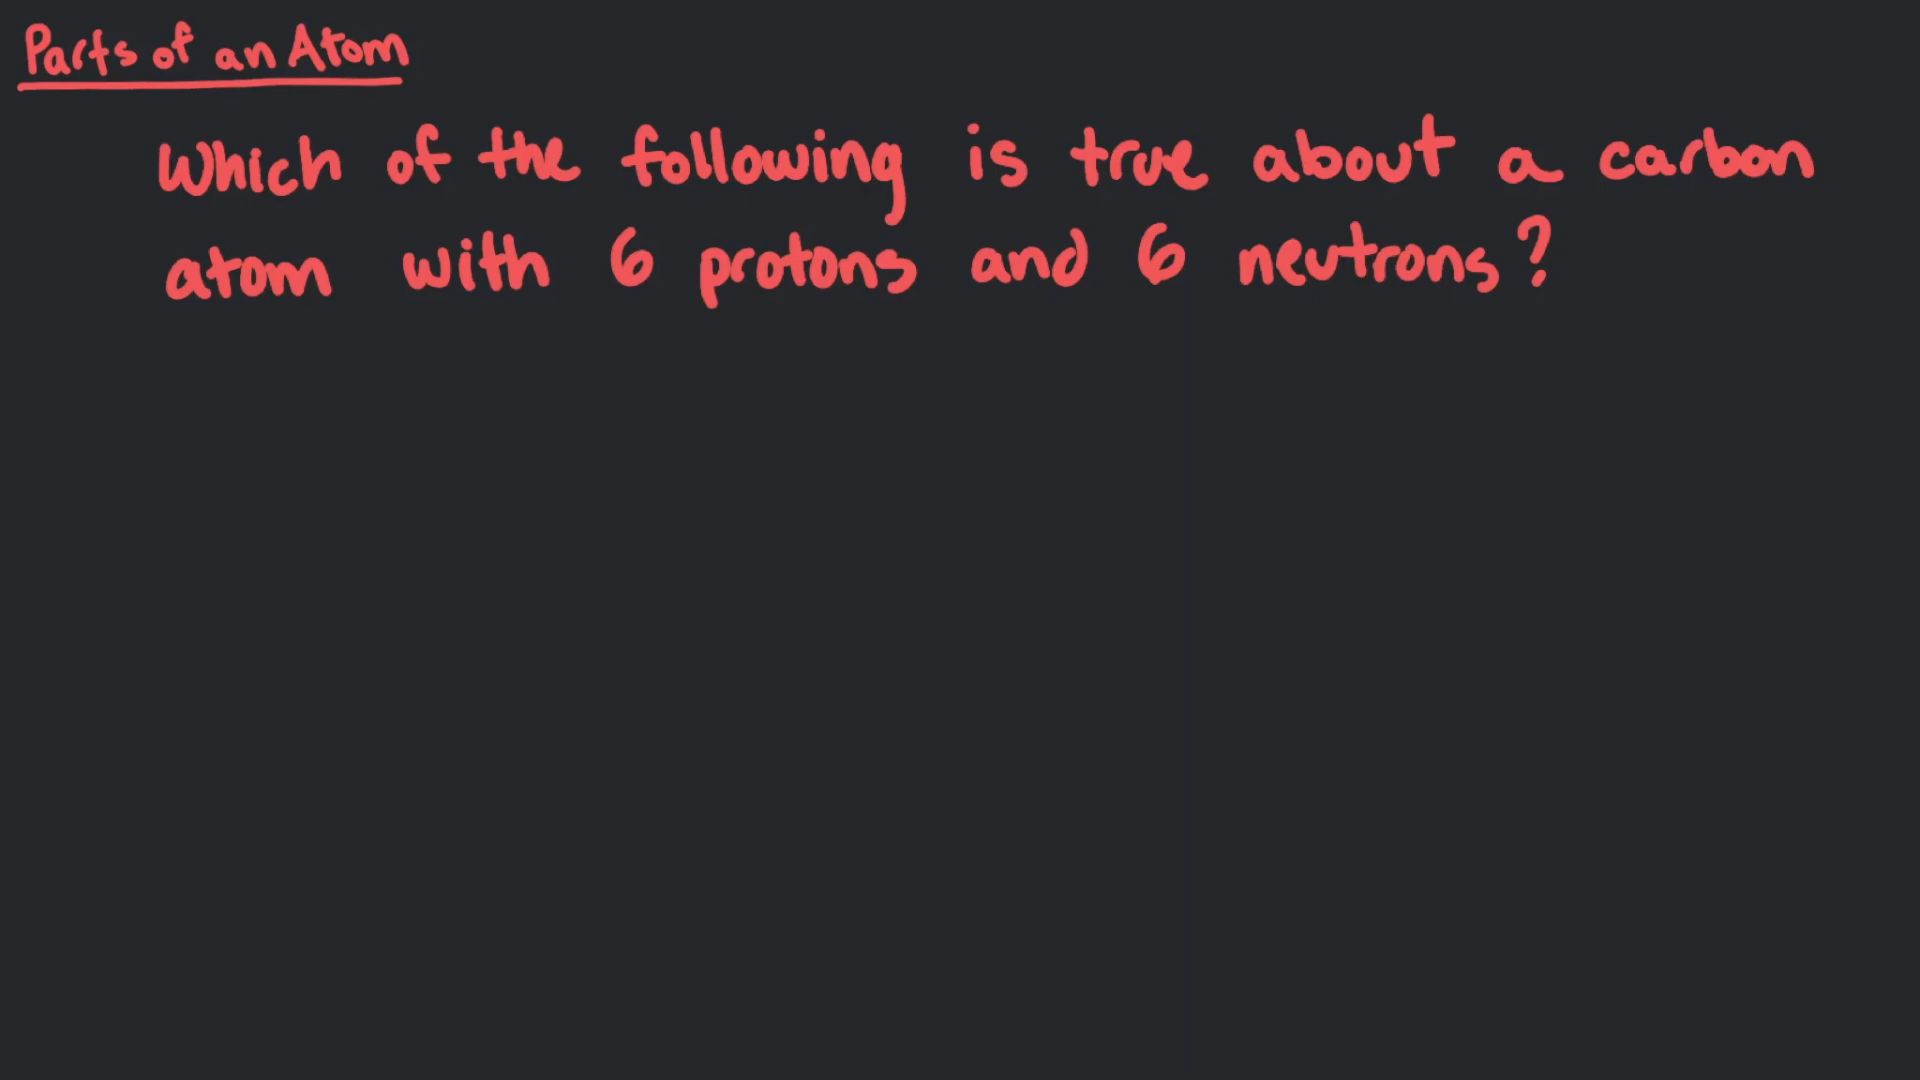 Parts of an Atom
Which of the following is true about a carbon
atom with 6 protons and 6 neutrons?